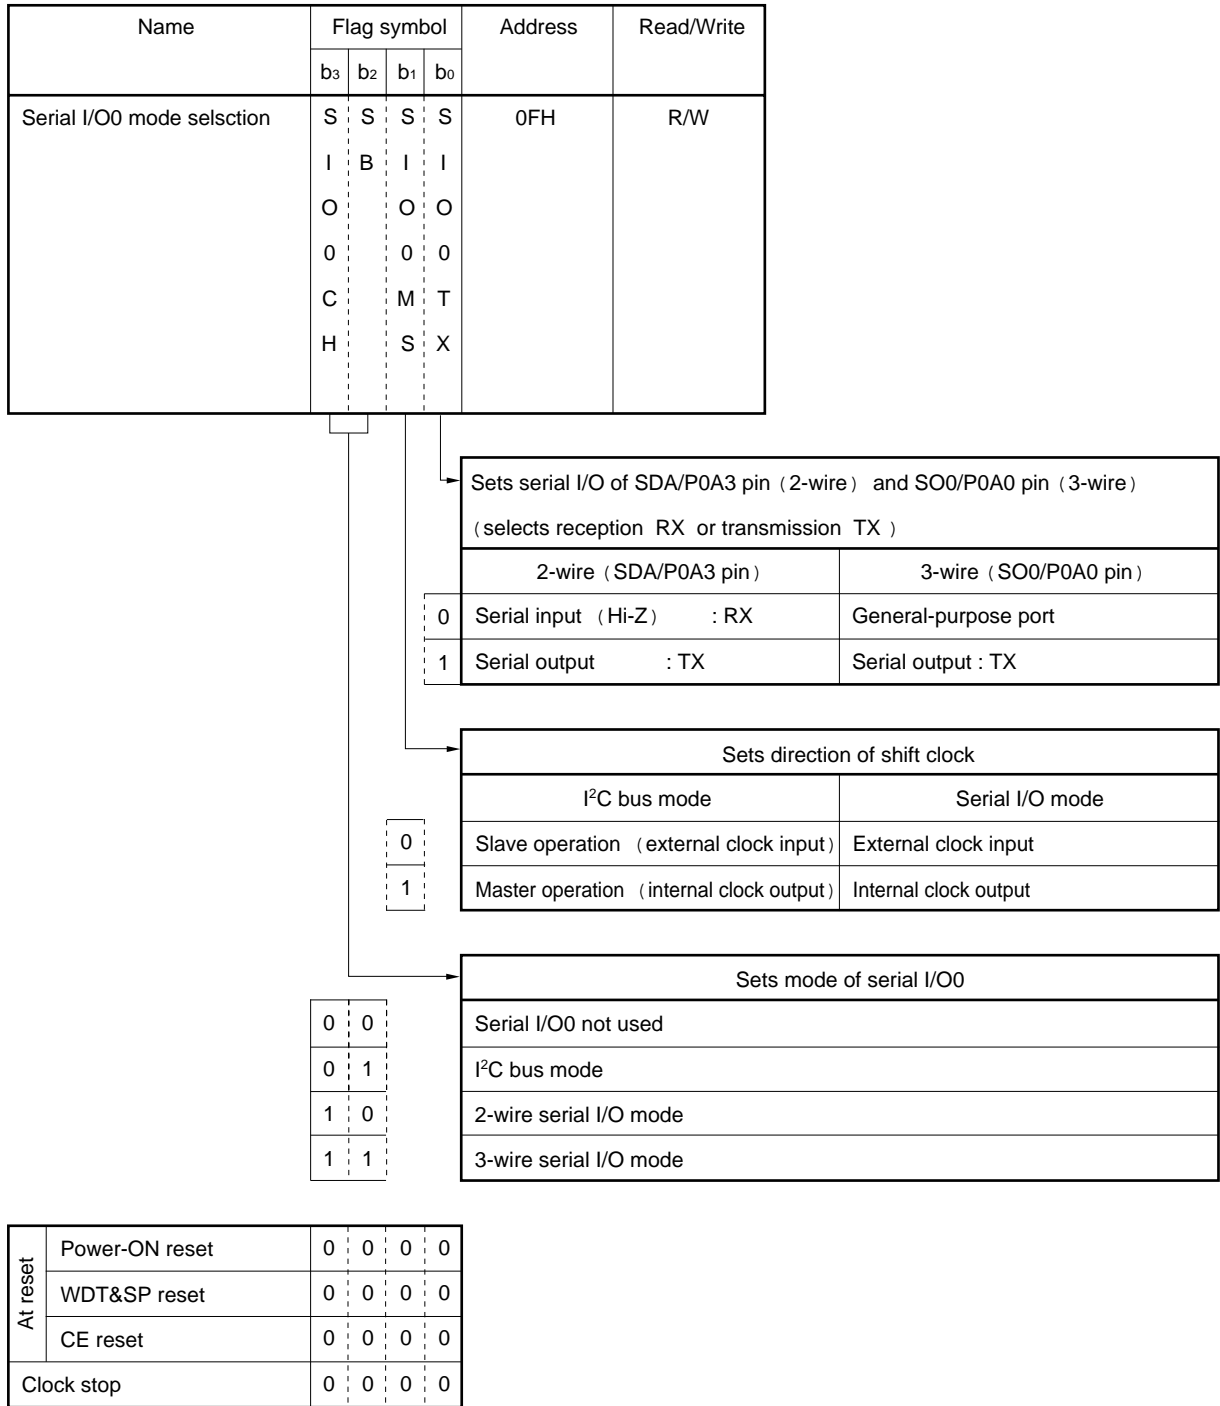 Name Flag symbol Address Read/Write
b3 b2 b1 b0
Serial I/O0 mode selsction S S S S 0FH R/W
I B I I
O O O
0 0 0
C M T
H S X
Sets serial I/O of SDA/P0A3 pin (2-wire) and SO0/P0A0 pin (3-wire)
(selects reception RX or transmission TX )
2-wire (SDA/P0A3 pin) 3-wire (SO0/P0A0 pin)
0 Serial input (Hi-Z) : RX General-purpose port
1 Serial output : TX Serial output : TX
Sets direction of shift clock
I²C bus mode Serial I/O mode
0 Slave operation (external clock input) External clock input
1 Master operation (internal clock output) Internal clock output
Sets mode of serial I/O0
0 0 Serial I/O0 not used
0 1 I²C bus mode
1 0 2-wire serial I/O mode
1 1 3-wire serial I/O mode
At reset
Power-ON reset 0 0 0 0
WDT&SP reset 0 0 0 0
CE reset 0 0 0 0
Clock stop 0 0 0 0